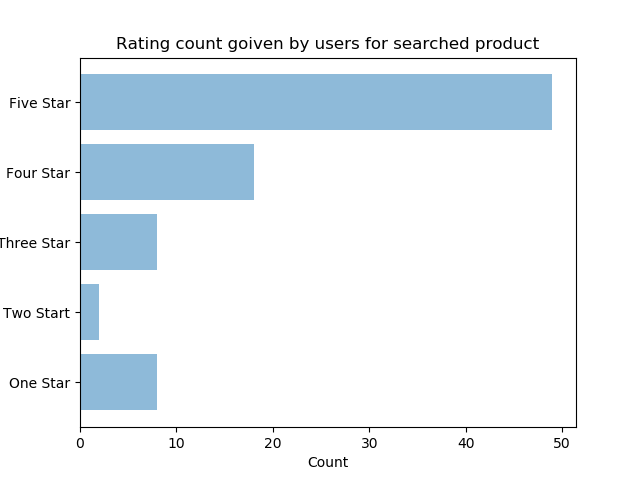 Rating count goiven by users for searched product
Five Star
Four Star
Three Star
Two Start
One Star
0 10 20 30 40 50
Count